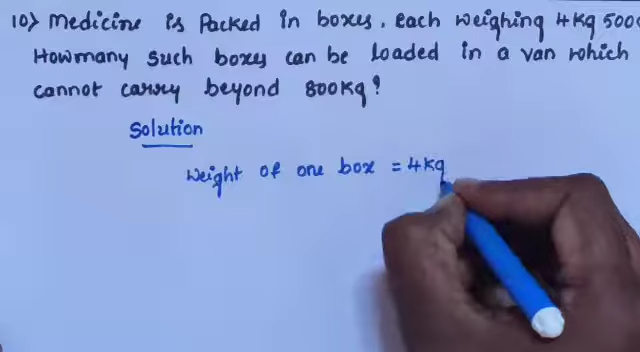 10) Medicine is Packed in boxes, each weighing 4kg 500
Howmany such boxes can be loaded in a van which
cannot carry beyond 800kg?
Solution
Weight of one box = 4kg